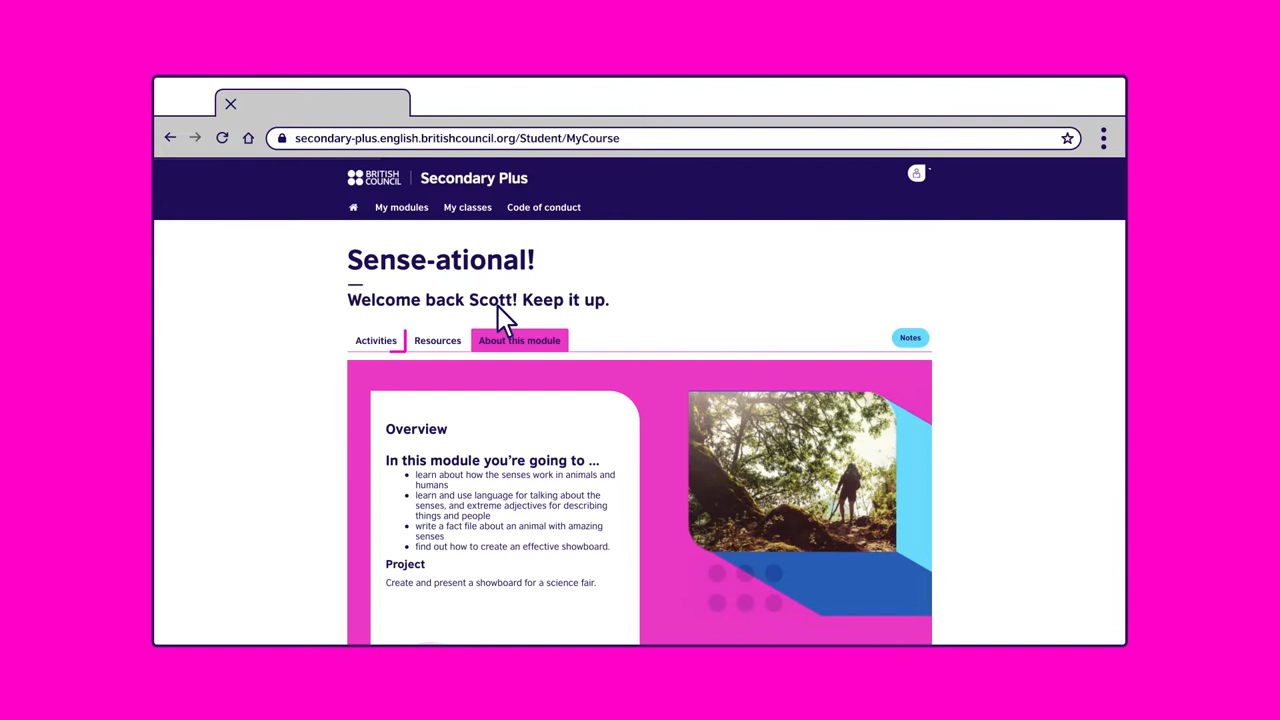 secondary-plus.english.britishcouncil.org/Student/MyCourse
BRITISH
COUNCIL
Secondary Plus
My modules
My classes
Code of conduct
Sense-ational!
Welcome back Scott! Keep it up.
Activities
Resources
About this module
Notes
Overview
In this module you’re going to ...
• learn about how the senses work in animals and
humans
• learn and use language for talking about the
senses, and extreme adjectives for describing
things and people
• write a fact file about an animal with amazing
senses
• find out how to create an effective showboard.
Project
Create and present a showboard for a science fair.